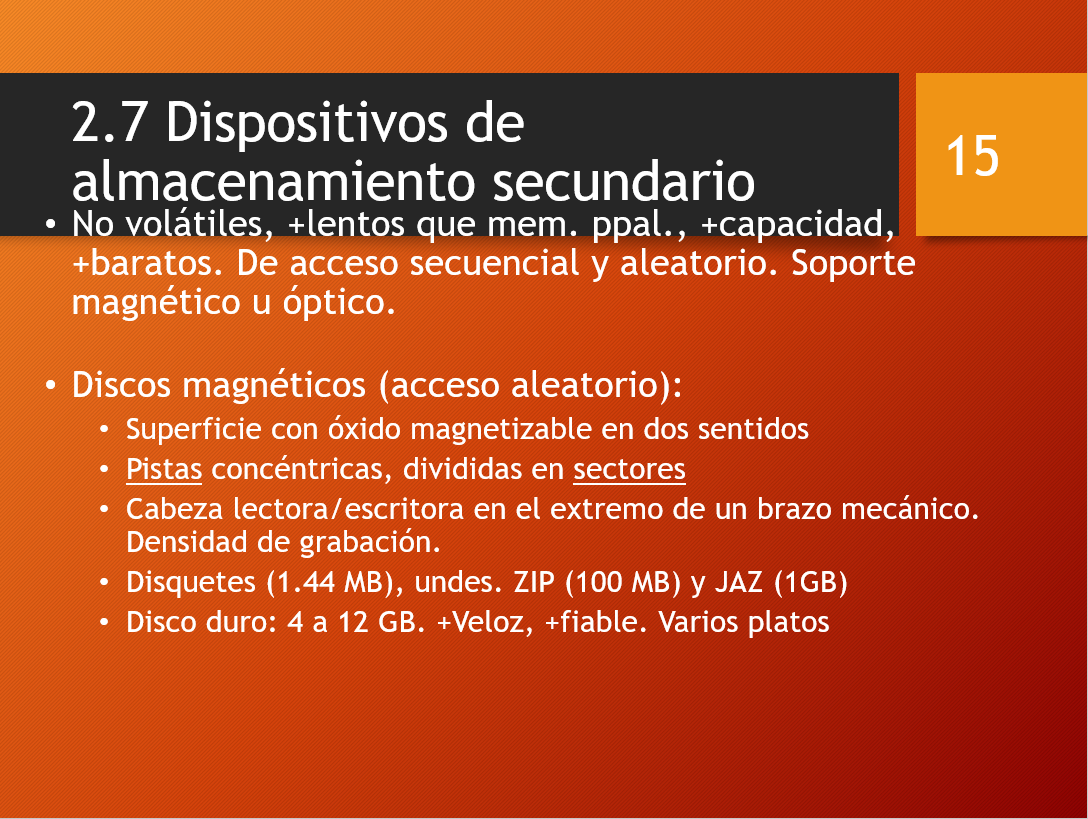 2.7 Dispositivos de
almacenamiento secundario
15
• No volátiles, +lentos que mem. ppal., +capacidad,
+baratos. De acceso secuencial y aleatorio. Soporte
magnético u óptico.
• Discos magnéticos (acceso aleatorio):
• Superficie con óxido magnetizable en dos sentidos
• Pistas concéntricas, divididas en sectores
• Cabeza lectora/escritora en el extremo de un brazo mecánico.
Densidad de grabación.
• Disquetes (1.44 MB), undes. ZIP (100 MB) y JAZ (1GB)
• Disco duro: 4 a 12 GB. +Veloz, +fiable. Varios platos